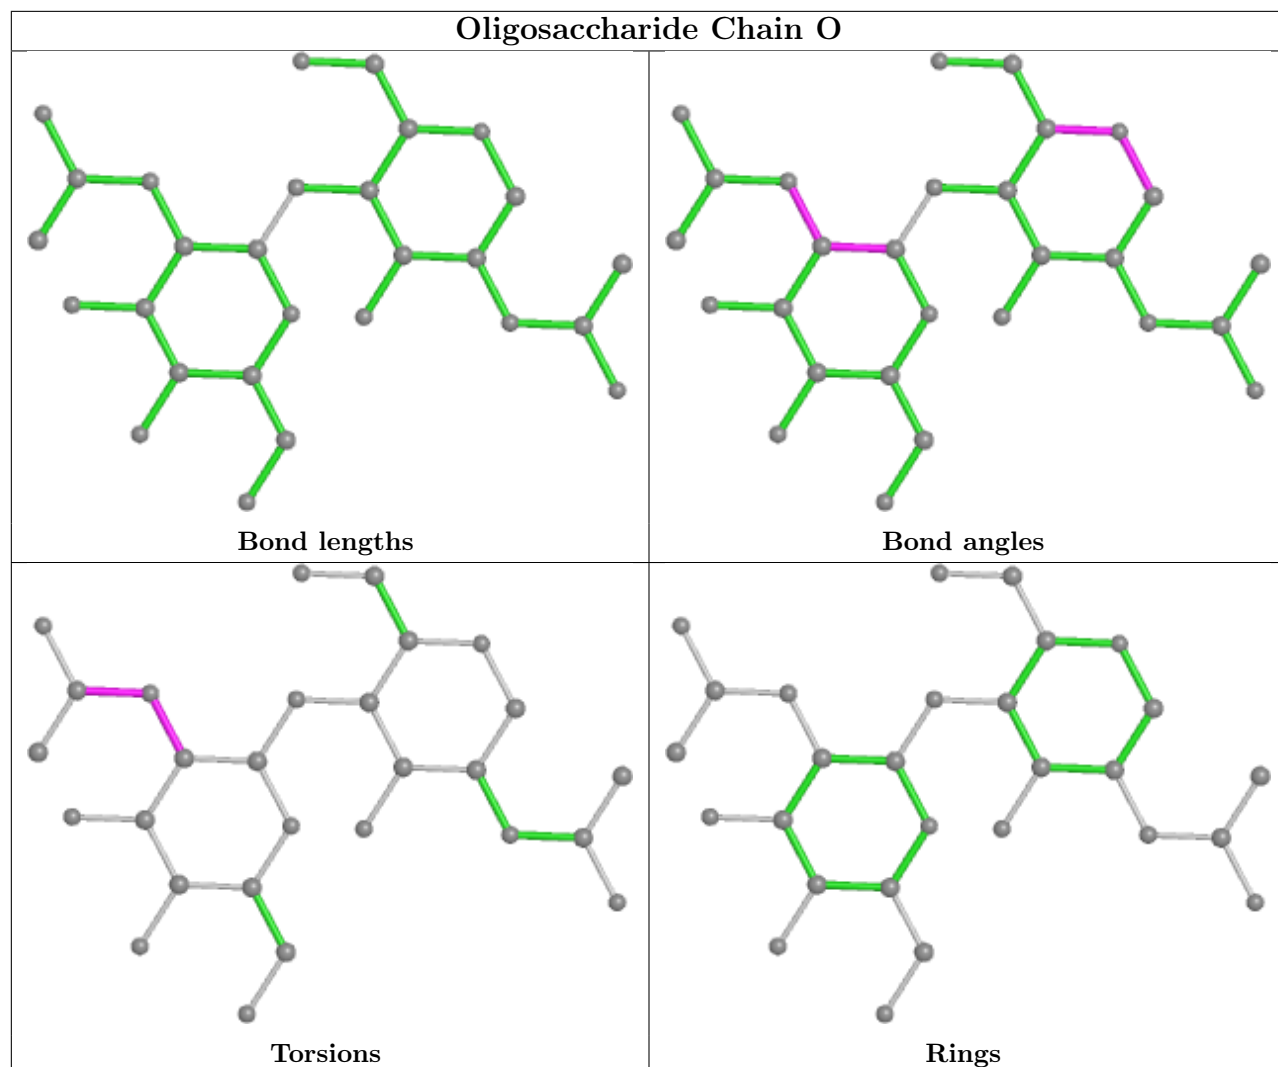 Oligosaccharide Chain O
Bond lengths
Bond angles
Torsions
Rings